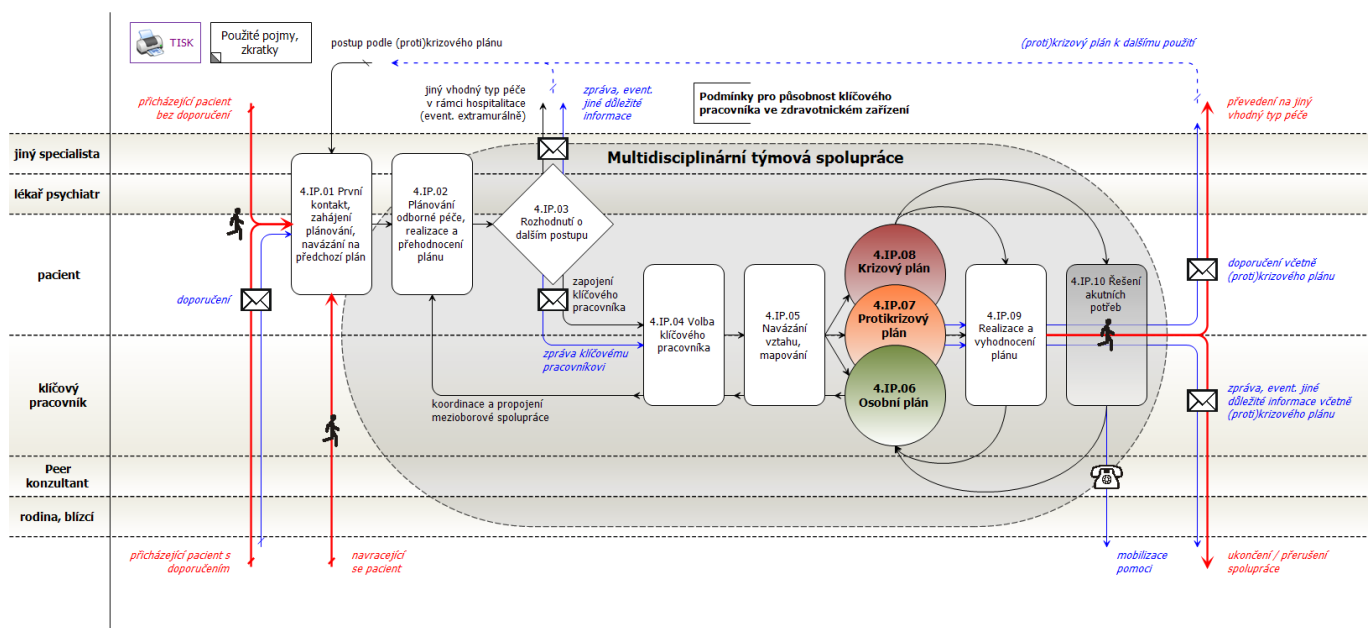 TISK
Použité pojmy,
zkratky
postup podle (proti)krizového plánu
(proti)krizový plán k dalšímu použití
přicházející pacient
bez doporučení
jiný vhodný typ péče
v rámci hospitalitace
(event. extramurálně)
zpráva, event.
jiné důležité
informace
Podmínky pro působnost klíčového
pracovníka ve zdravotnickém zařízení
převedení na jiný
vhodný typ péče
jiný specialista
Multidisciplinární týmová spolupráce
lékař psychiatr
4.IP.01 První
kontakt,
zahájení
plánování,
navázání na
předchozí plán
4.IP.02
Plánování
odborné péče,
realizace a
přehodnocení
plánu
4.IP.03
Rozhodnutí o
dalším postupu
pacient
doporučení
zapojení
klíčového
pracovníka
zpráva klíčovému
pracovníkovi
4.IP.04 Volba
klíčového
pracovníka
4.IP.05
Navázání
vztahu,
mapování
4.IP.08
Krizový plán
4.IP.07
Protikrizový
plán
4.IP.06
Osobní plán
4.IP.09
Realizace a
vyhodnocení
plánu
4.IP.10 Řešení
akutních
potřeb
doporučení včetně
(proti)krizového plánu
klíčový
pracovník
koordinace a propojení
mezioborové spolupráce
zpráva, event. jiné
důležité informace včetně
(proti)krizového plánu
Peer
konzultant
rodina, blízcí
přicházející pacient s
doporučením
navracející
se pacient
mobilizace
pomoci
ukončení / přerušení
spolupráce